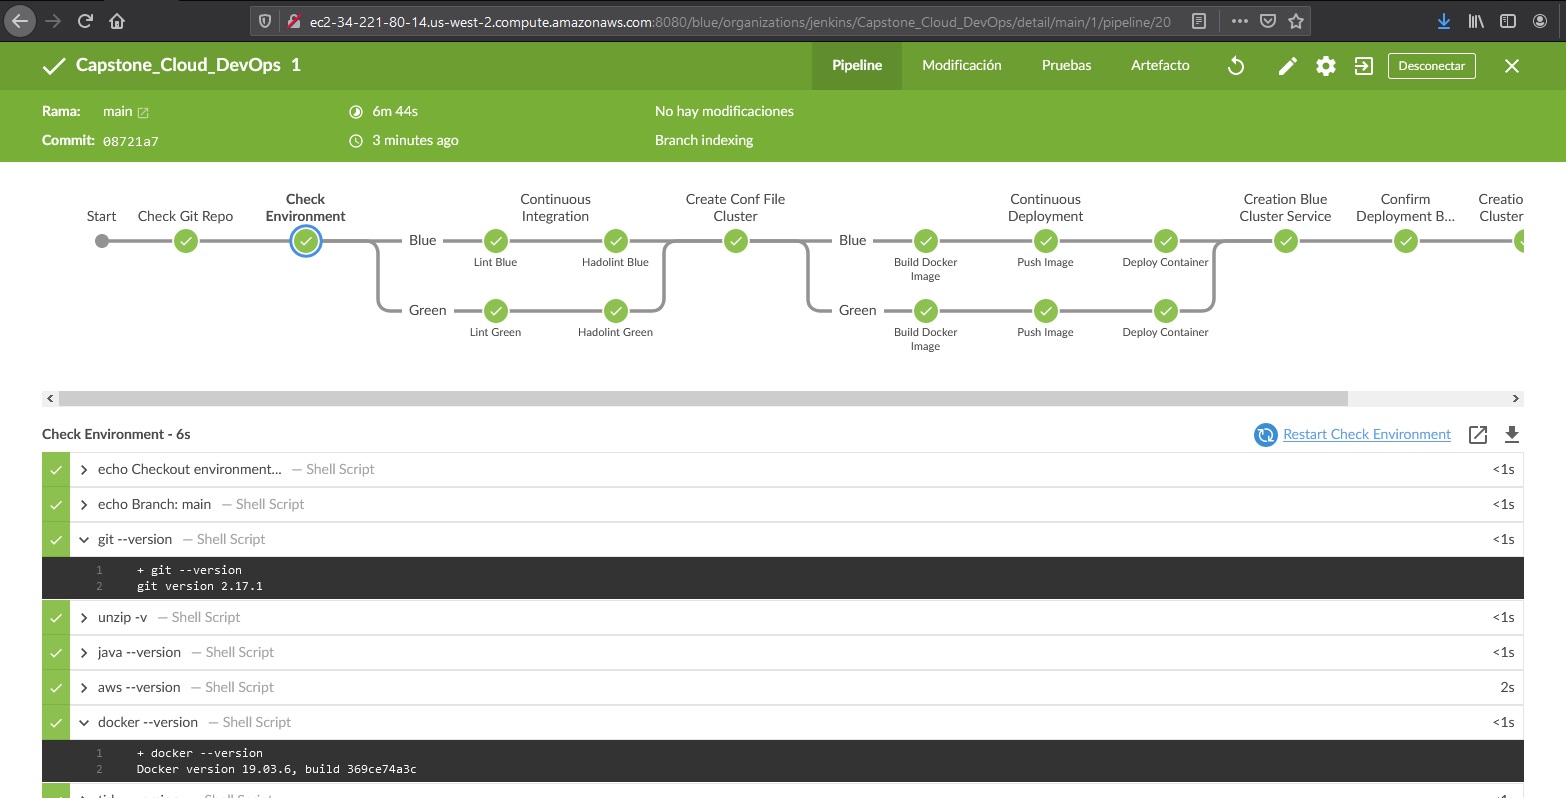 ec2-34-221-80-14.us-west-2.compute.amazonaws.com:8080/blue/organizations/jenkins/Capstone_Cloud_DevOps/detail/main/1/pipeline/20
Capstone_Cloud_DevOps 1
Pipeline
Modificación
Pruebas
Artefacto
Desconectar
Rama: main
6m 44s
No hay modificaciones
Commit: 08721a7
3 minutes ago
Branch indexing
Start
Check Git Repo
Check
Environment
Continuous
Integration
Create Conf File
Cluster
Continuous
Deployment
Creation Blue
Cluster Service
Confirm
Deployment B...
Creatio
Cluster
Blue
Lint Blue
Hadolint Blue
Blue
Build Docker
Image
Push Image
Deploy Container
Green
Lint Green
Hadolint Green
Green
Build Docker
Image
Push Image
Deploy Container
Check Environment - 6s
Restart Check Environment
echo Checkout environment... — Shell Script <1s
echo Branch: main — Shell Script <1s
git --version — Shell Script <1s
1 + git --version
2 git version 2.17.1
unzip -v — Shell Script <1s
java --version — Shell Script <1s
aws --version — Shell Script 2s
docker --version — Shell Script <1s
1 + docker --version
2 Docker version 19.03.6, build 369ce74a3c